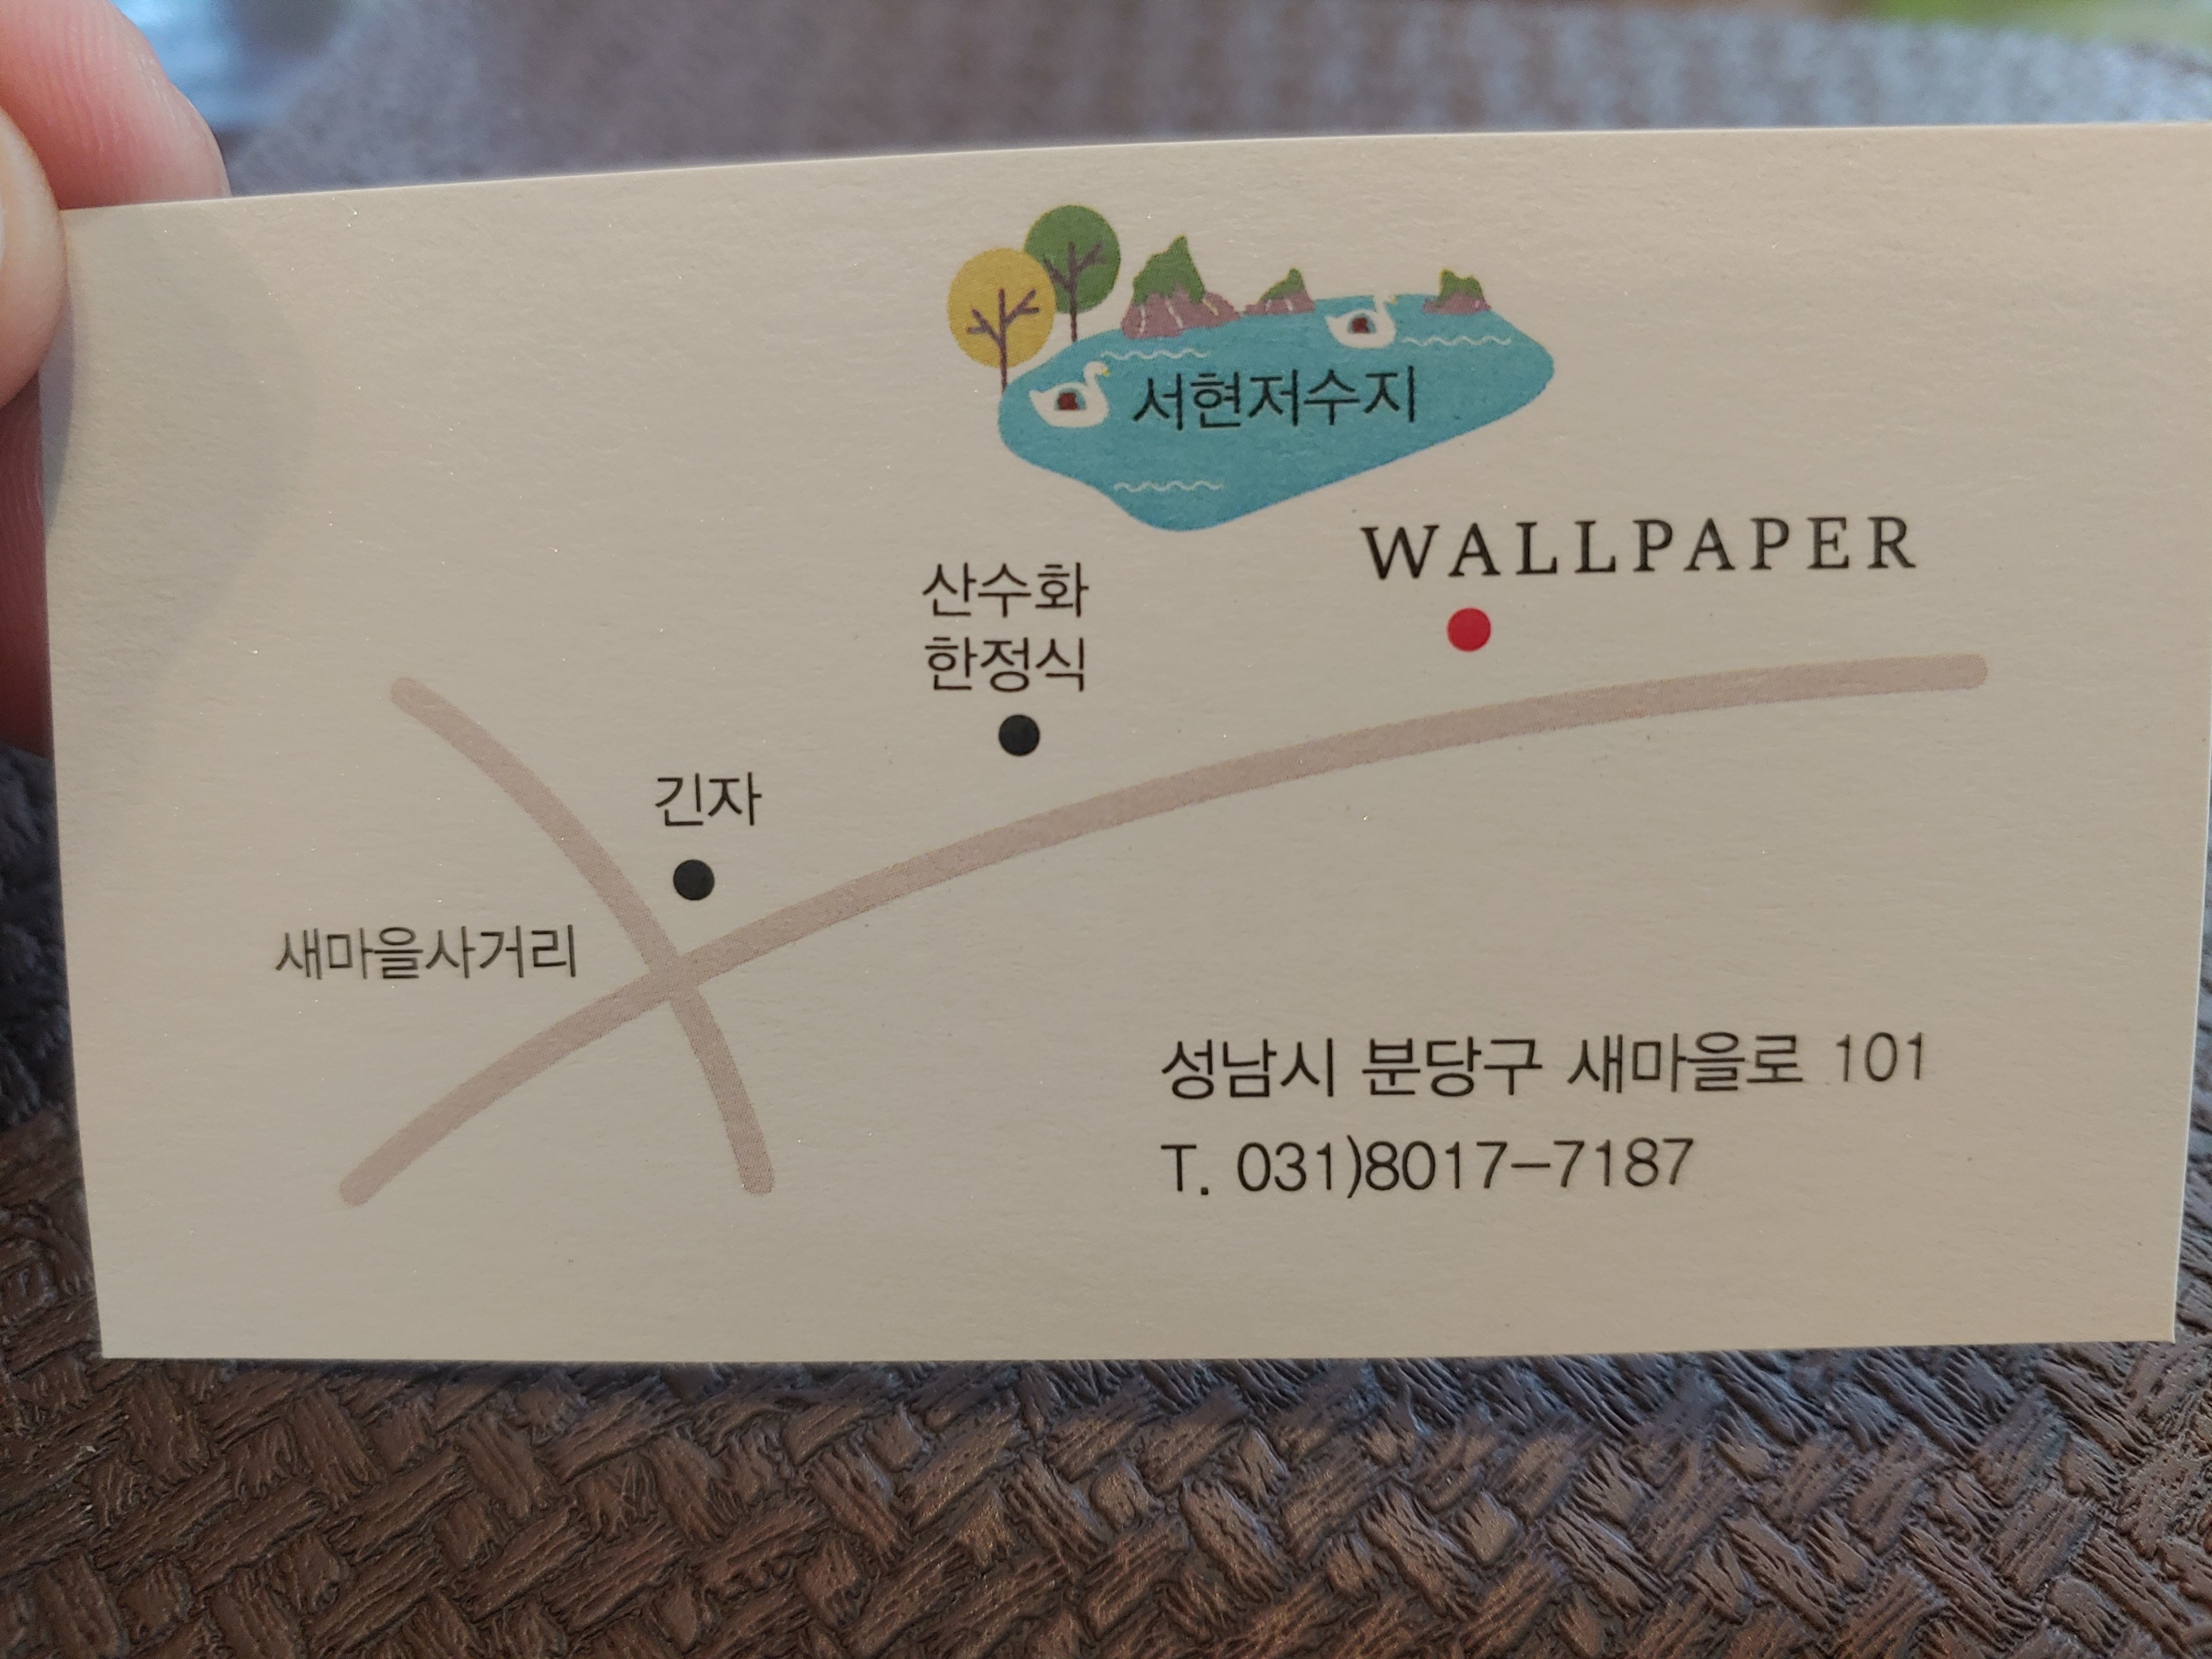 서현저수지
WALLPAPER
산수화
한정식
긴자
새마을사거리
성남시 분당구 새마을로 101
T. 031)8017-7187